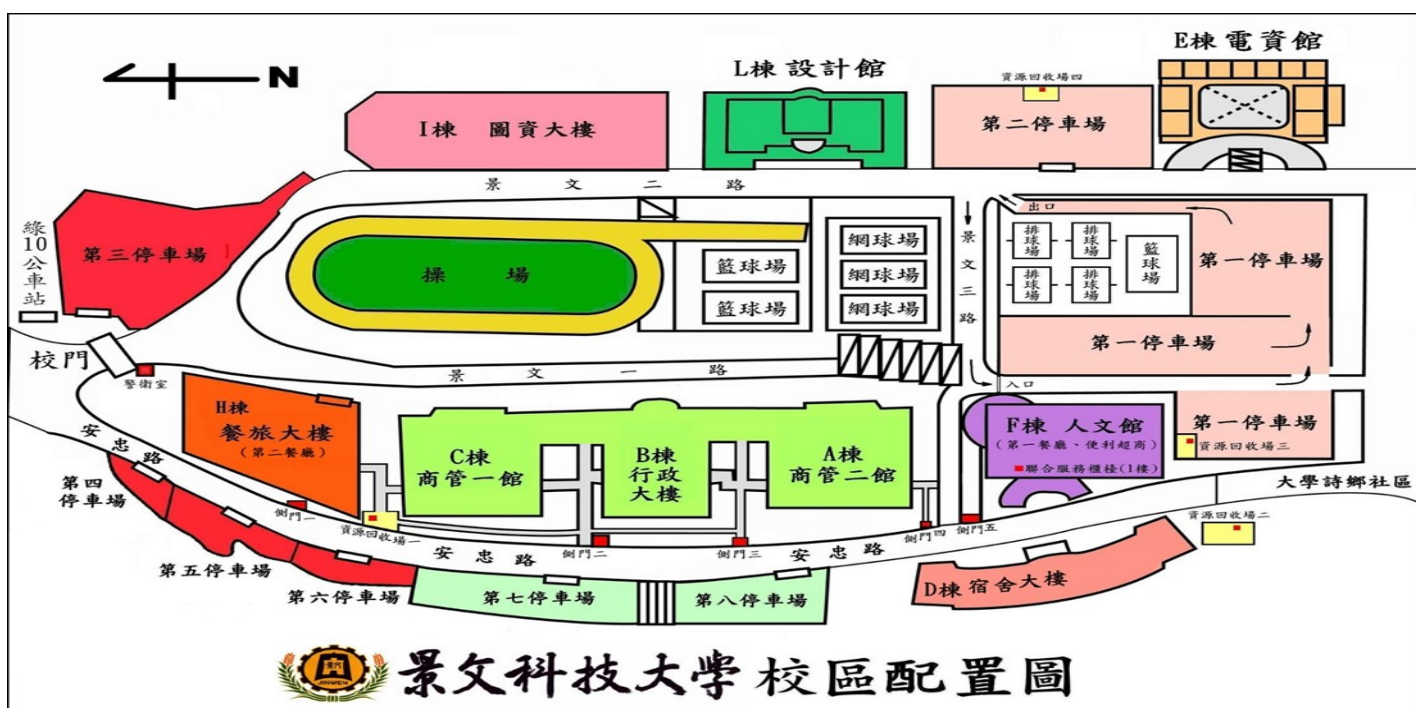 E棟電資館
L棟設計館
資源回收場四
N
I棟 圖資大樓
第二停車場
景文二路
出口
綠10公車站
第三停車場
操場
籃球場
籃球場
網球場
網球場
網球場
景文三路
排球場
排球場
排球場
排球場
籃球場
第一停車場
第一停車場
校門
警衛室
景文一路
入口
H棟
餐旅大樓
(第二餐廳)
C棟
商管一館
B棟
行政
大樓
A棟
商管二館
F棟 人文館
(第一餐廳、便利超商)
聯合服務櫃檯(1樓)
第一停車場
資源回收場三
安忠路
第四
停車場
側門一
資源回收場一
安忠路
側門二
側門三
安忠路
側門四
側門五
大學詩鄉社區
資源回收場二
第五停車場
第六停車場
第七停車場
第八停車場
D棟宿舍大樓
景文
JINWEN
景文科技大學校區配置圖